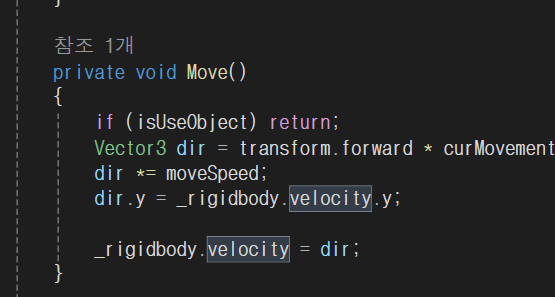 }
참조 1개
private void Move()
{
if (isUseObject) return;
Vector3 dir = transform.forward * curMovement
dir *= moveSpeed;
dir.y = _rigidbody.velocity.y;
_rigidbody.velocity = dir;
}